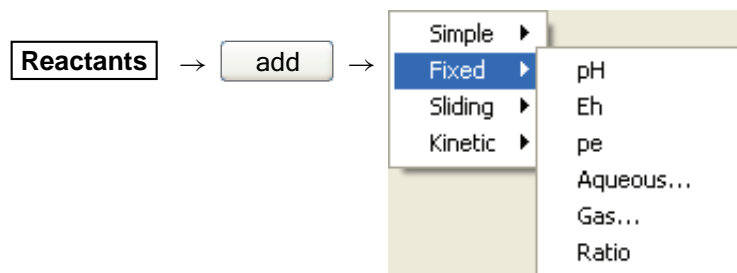 Reactants → add →
Simple
Fixed
Sliding
Kinetic
pH
Eh
pe
Aqueous...
Gas...
Ratio